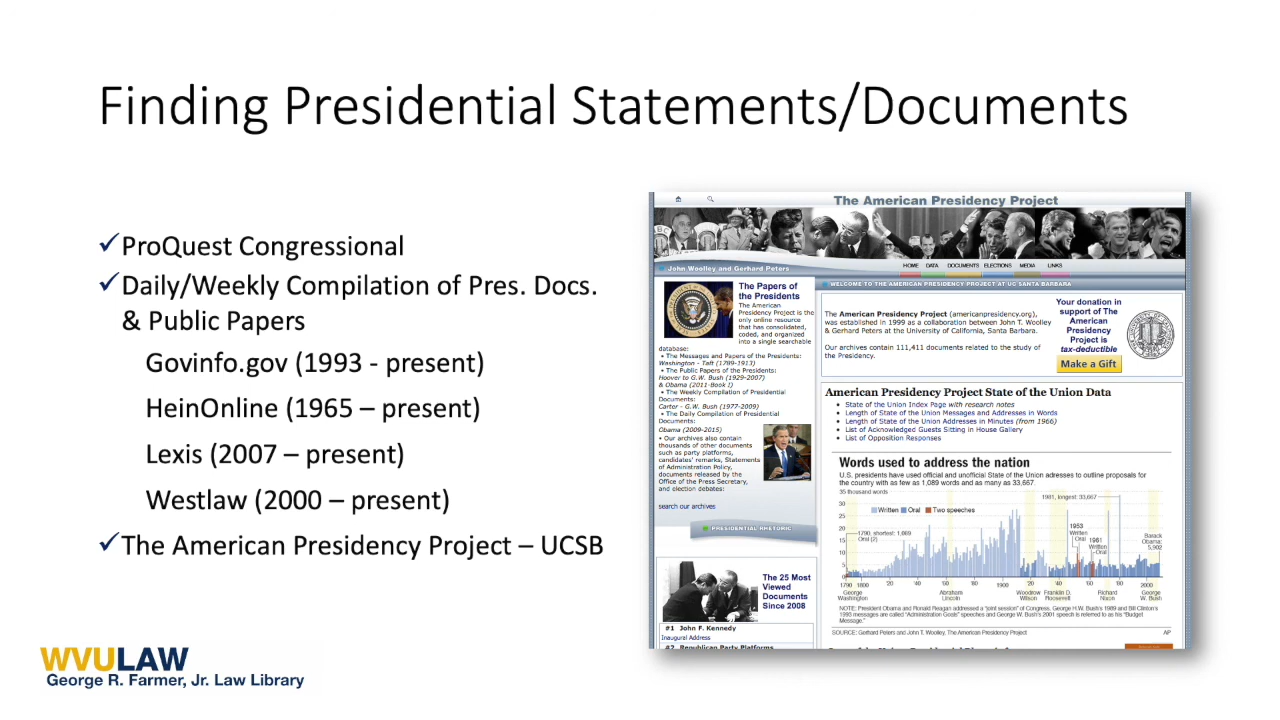 Finding Presidential Statements/Documents
✓ProQuest Congressional
✓Daily/Weekly Compilation of Pres. Docs.
& Public Papers
Govinfo.gov (1993 - present)
HeinOnline (1965 – present)
Lexis (2007 – present)
Westlaw (2000 – present)
✓The American Presidency Project – UCSB
WVULAW
George R. Farmer, Jr. Law Library
The American Presidency Project
HOME DATA DOCUMENTS ELECTIONS MEDIA LINKS
John Woolley and Gerhard Peters
The Papers of
the Presidents
The American
Presidency Project is the
only online resource
that has consolidated,
coded, and organized
into a single searchable
database:
• The Messages and Papers of the Presidents:
Washington - Taft (1789-1913)
• The Public Papers of the Presidents:
Hoover to G.W. Bush (1929-2007)
& Obama (2011-Book I)
• The Weekly Compilation of Presidential
Documents:
Carter - G.W. Bush (1977-2009)
• The Daily Compilation of Presidential
Documents:
Obama (2009-2015)
• Our archives also contain
thousands of other documents
such as party platforms,
candidates' remarks, Statements
of Administration Policy,
documents released by the
Office of the Press Secretary,
and election debates:
search our archives
PRESIDENTIAL RHETORIC
The 25 Most
Viewed
Documents
Since 2008
#1 John F. Kennedy
Inaugural Address
#2 Republican Party Platforms
WELCOME TO THE AMERICAN PRESIDENCY PROJECT AT UC SANTA BARBARA
The American Presidency Project (americanpresidency.org),
was established in 1999 as a collaboration between John T. Woolley
& Gerhard Peters at the University of California, Santa Barbara.
Our archives contain 111,411 documents related to the study of
the Presidency.
Your donation in
support of The
American
Presidency
Project is
tax-deductible
Make a Gift
American Presidency Project State of the Union Data
• State of the Union Index Page with research notes
• Length of State of the Union Messages and Addresses in Words
• Length of State of the Union Addresses in Minutes (from 1966)
• List of Acknowledged Guests Sitting in House Gallery
• List of Opposition Responses
Words used to address the nation
U.S. presidents have used official and unofficial State of the Union adresses to outline proposals for
the country with as few as 1,089 words and as many as 33,667.
35 thousand words
1981, longest: 33,667
30
25
20
15
10
5
0
Written Oral Two speeches
1790, shortest: 1,089
Oral (2)
1953
Written
Oral
1961
Written
Oral
Barack
Obama:
5,902
1790 1800 '20 '40 '60 '80 1900 '20 '40 '60 '80 2000
George
Washington
Abraham
Lincoln
Woodrow
Wilson
Franklin D.
Roosevelt
Richard
Nixon
George
W. Bush
NOTE: President Obama and Ronald Reagan addressed a "joint session" of Congress, George H.W. Bush's 1989 and Bill Clinton's
1993 messages are called "Administration Goals" speeches and George W. Bush's 2001 speech is referred to as his "Budget
Message."
SOURCE: Gerhard Peters and John T. Woolley, The American Presidency Project
AP